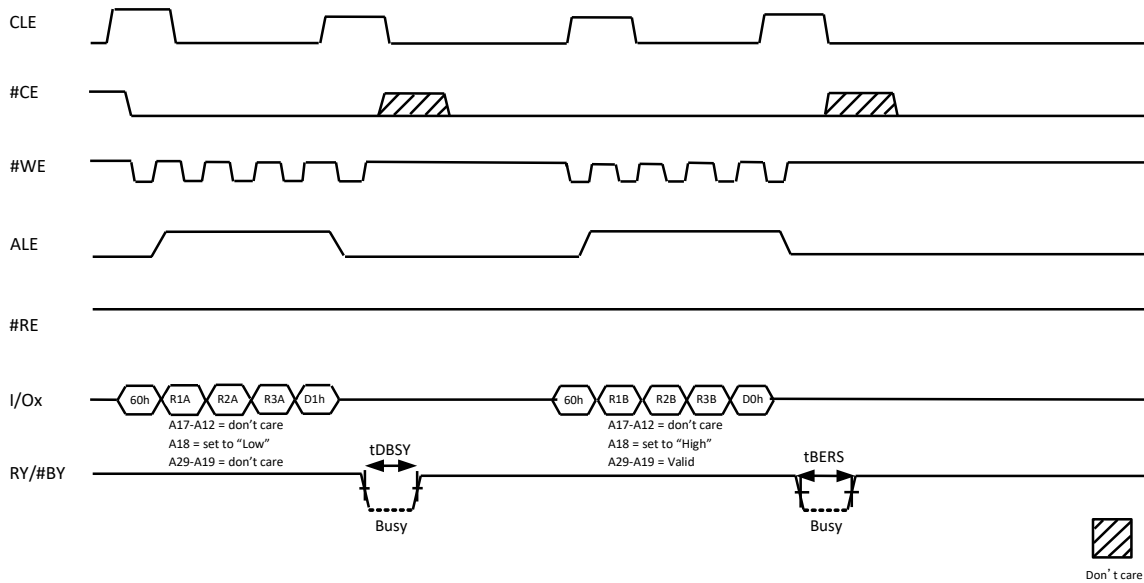 CLE
#CE
#WE
ALE
#RE
I/Ox
60h R1A R2A R3A D1h 60h R1B R2B R3B D0h
A17-A12 = don't care
A18 = set to "Low"
A29-A19 = don't care
A17-A12 = don't care
A18 = set to "High"
A29-A19 = Valid
RY/#BY
tDBSY
tBERS
Busy
Busy
Don't care